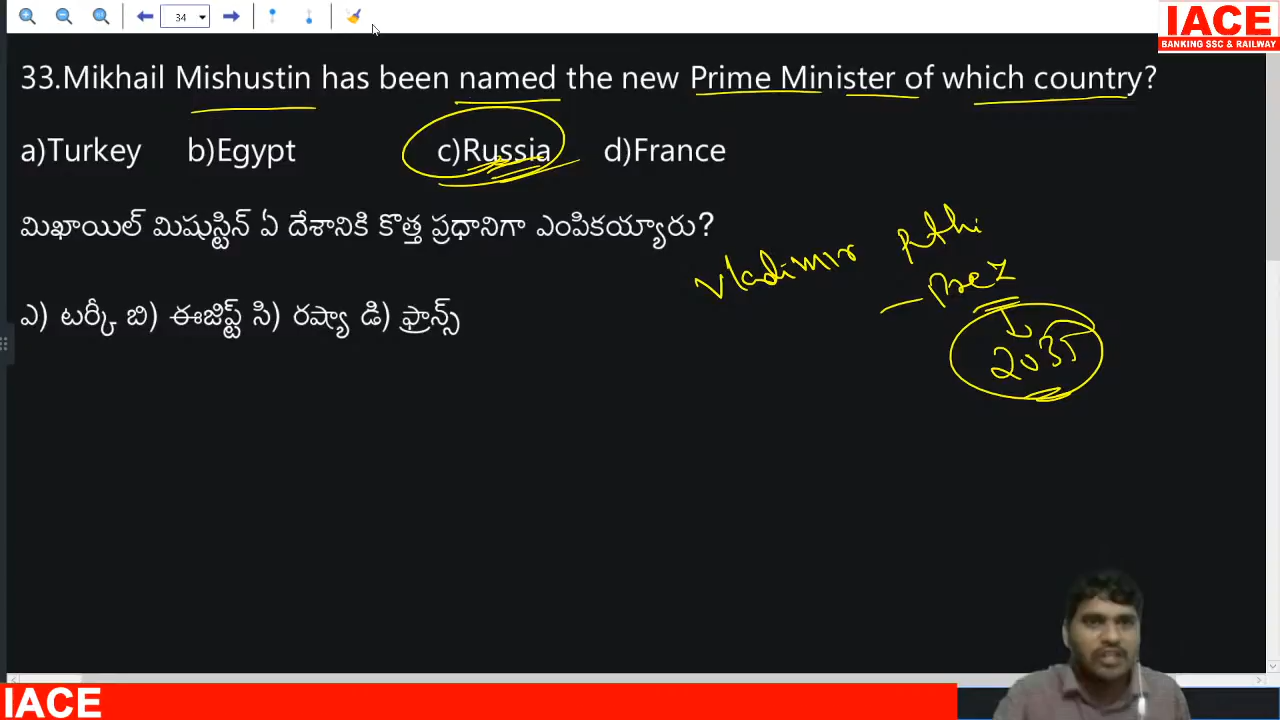 34
IACE
BANKING SSC & RAILWAY
33.Mikhail Mishustin has been named the new Prime Minister of which country?
a)Turkey b)Egypt c)Russia d)France
మిఖాయిల్ మిషుస్టిన్ ఏ దేశానికి కొత్త ప్రధానిగా ఎంపికయ్యారు?
Vladimir
2035
ఎ) టర్కీ బి) ఈజిప్ట్ సి) రష్యా డి) ఫ్రాన్స్
IACE